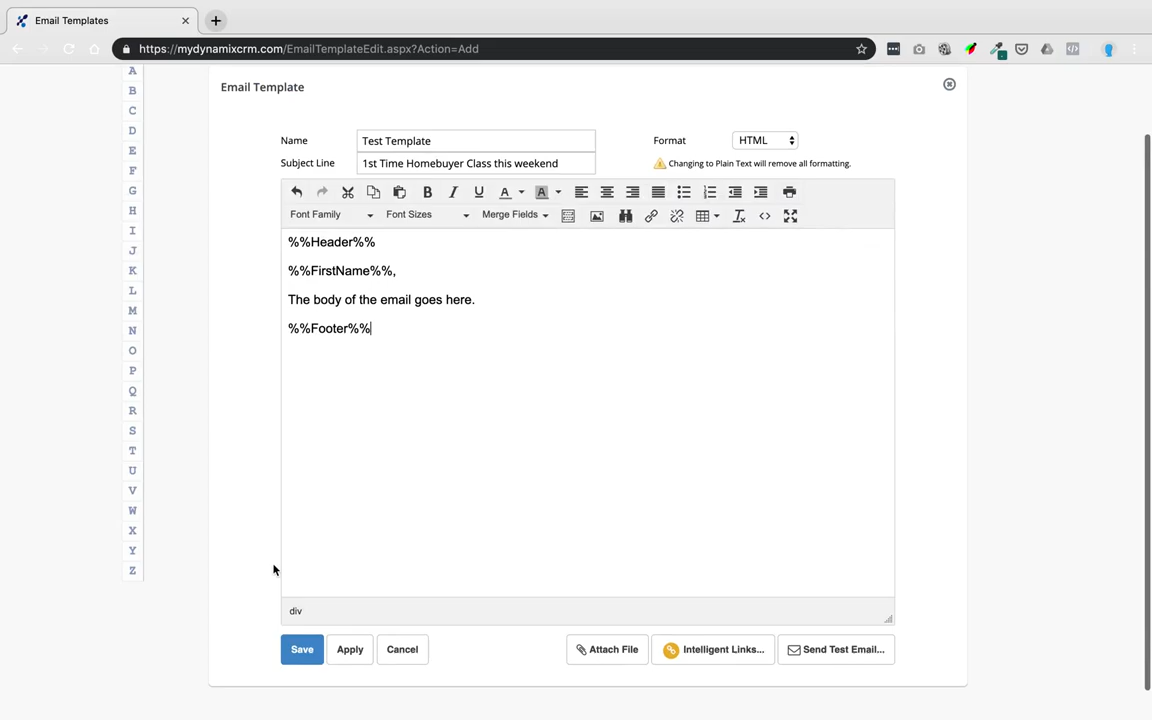 Email Templates
https://mydynamixcrm.com/EmailTemplateEdit.aspx?Action=Add
A
B
C
D
E
F
G
H
I
J
K
L
M
N
O
P
Q
R
S
T
U
V
W
X
Y
Z
Email Template
Name Test Template Format HTML
Subject Line 1st Time Homebuyer Class this weekend Changing to Plain Text will remove all formatting.
B I U A A
Font Family Font Sizes Merge Fields
%%Header%%
%%FirstName%%,
The body of the email goes here.
%%Footer%%
div
Save Apply Cancel Attach File Intelligent Links... Send Test Email...